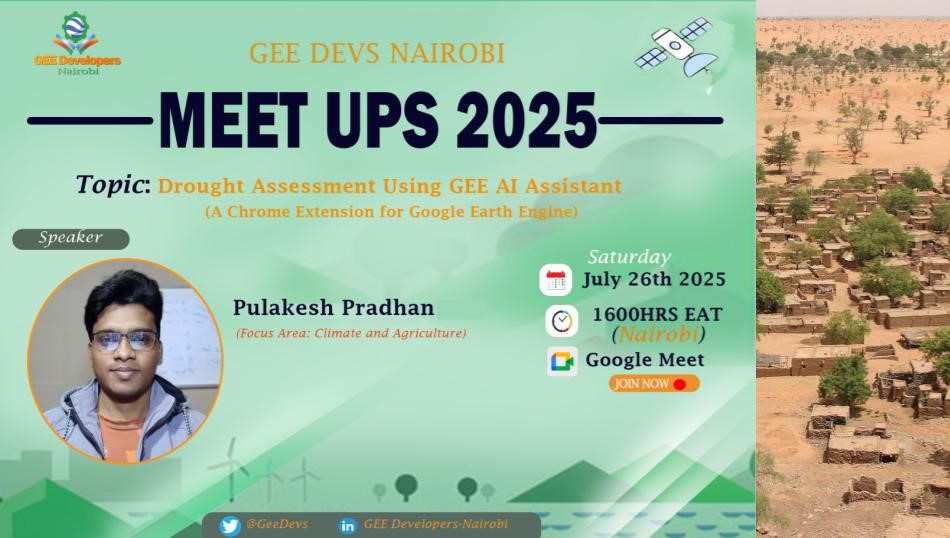 GEE Developers
Nairobi
GEE DEVS NAIROBI
MEET UPS 2025
Topic: Drought Assessment Using GEE AI Assistant
(A Chrome Extension for Google Earth Engine)
Speaker
Pulakesh Pradhan
(Focus Area: Climate and Agriculture)
Saturday
July 26th 2025
1600HRS EAT
(Nairobi)
Google Meet
JOIN NOW
@GeeDevs
GEE Developers-Nairobi